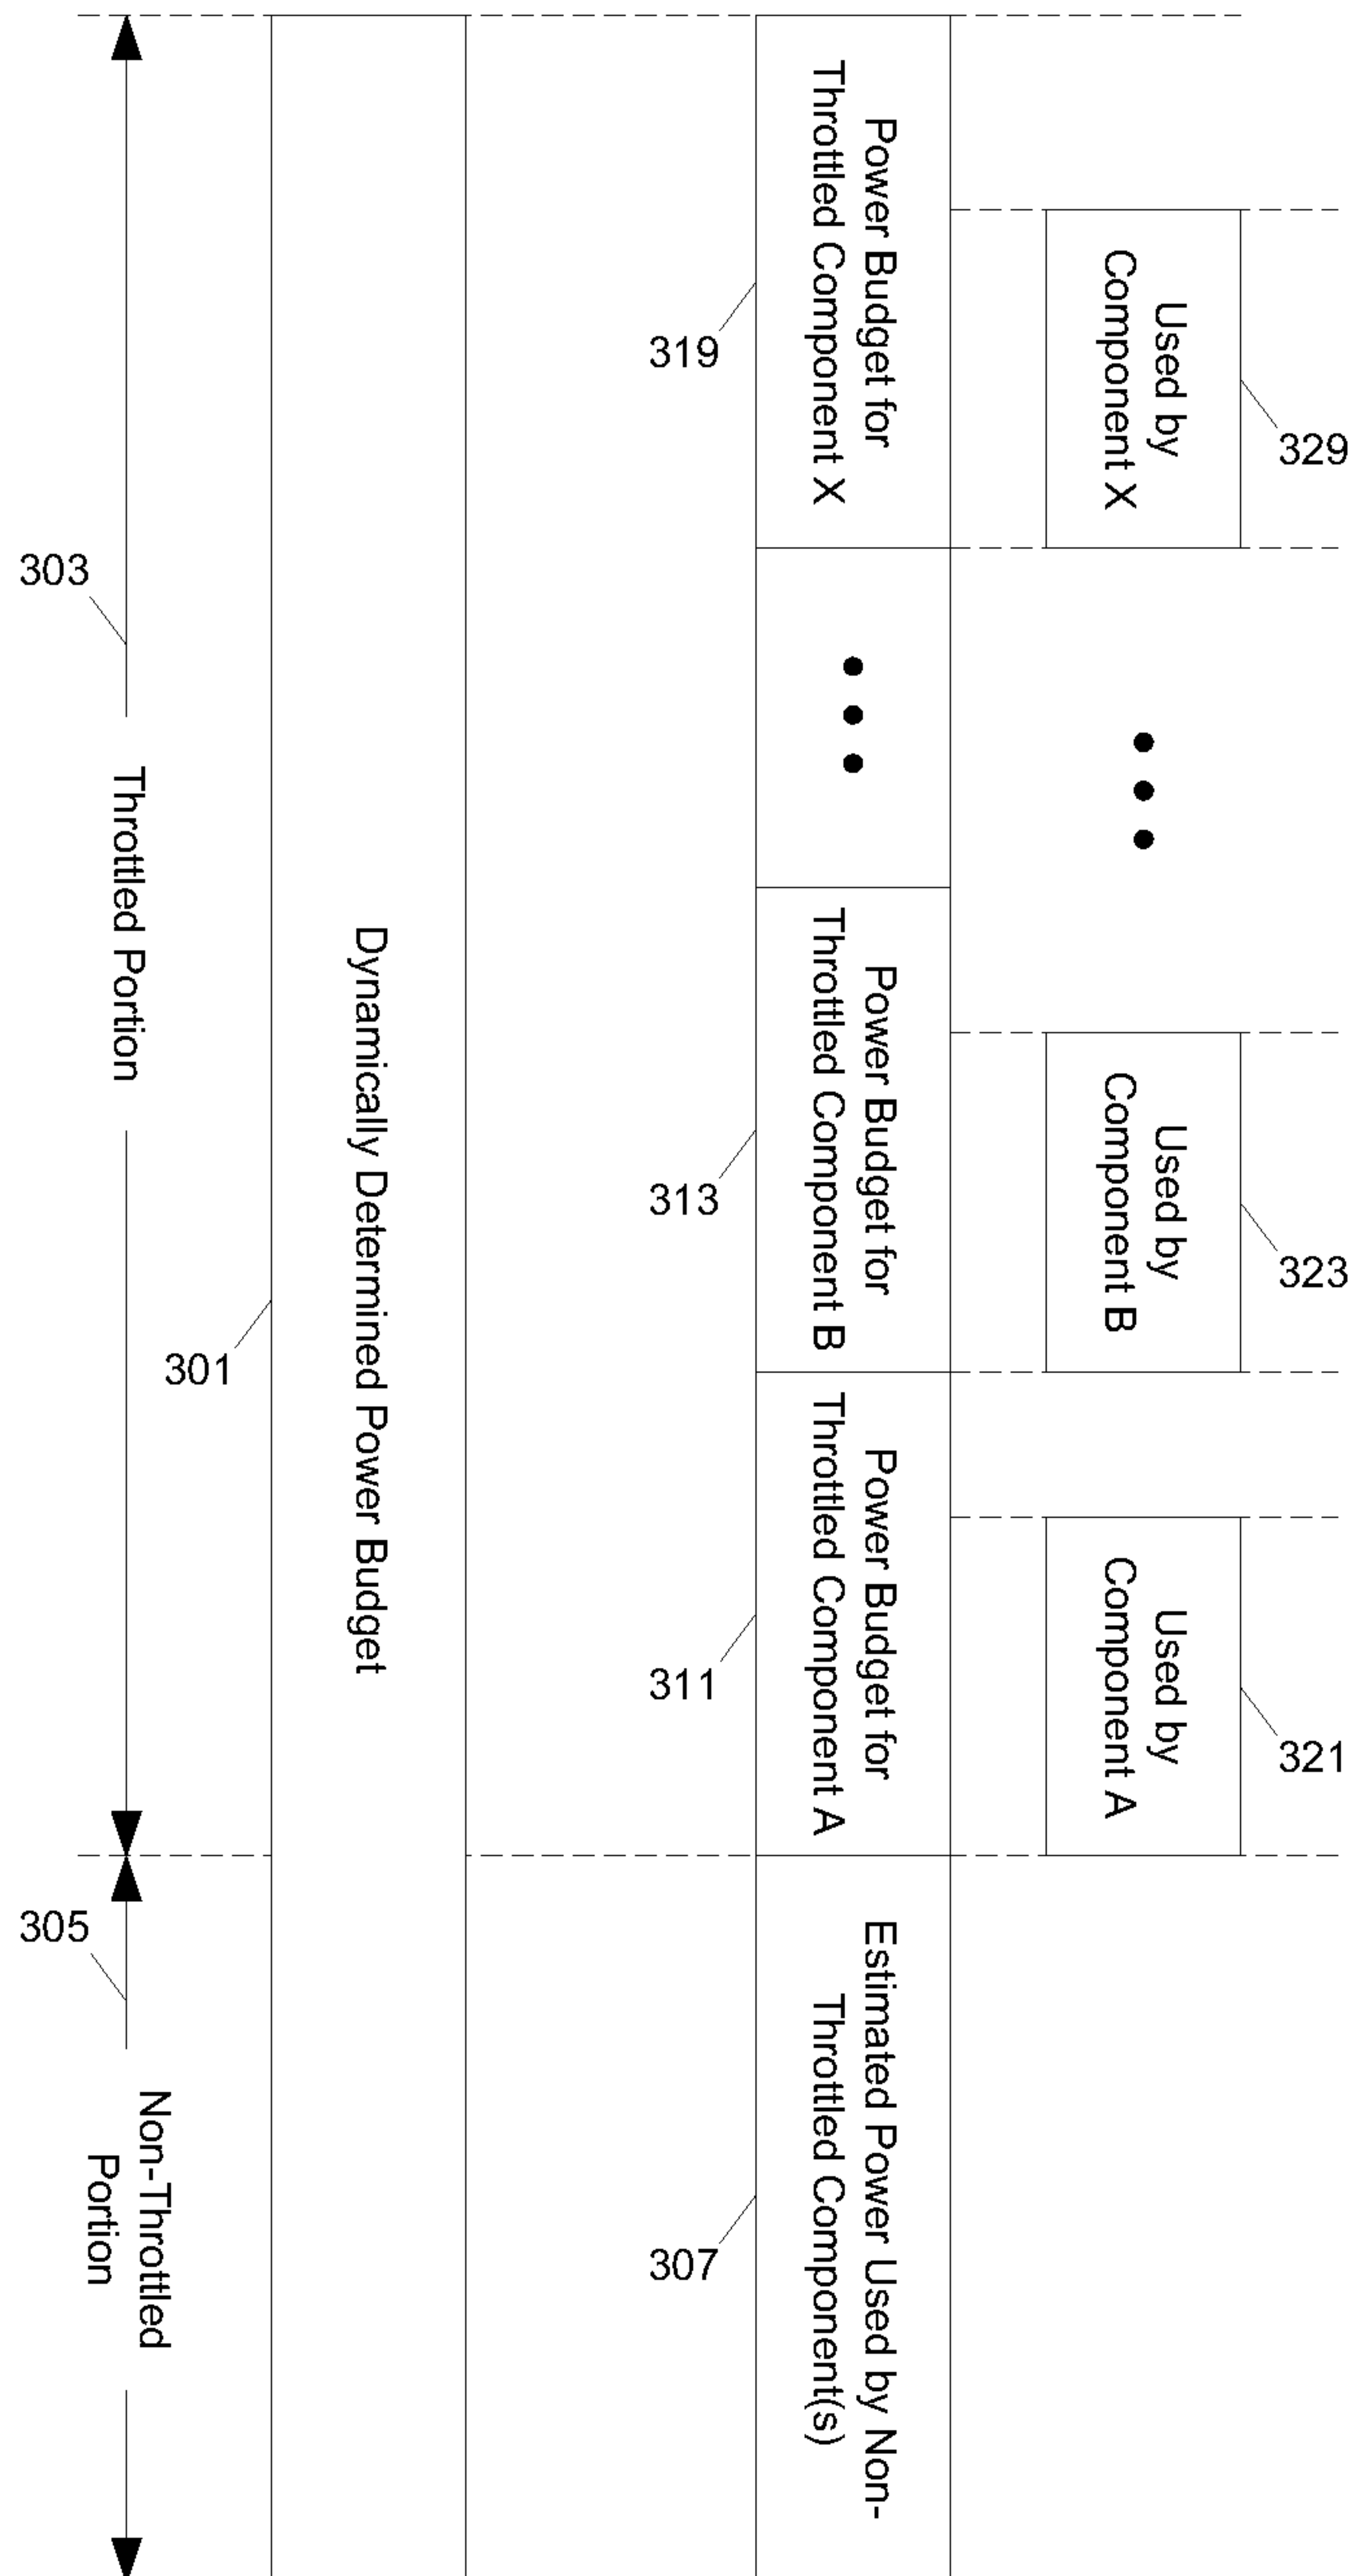 329
Used by
Component X
323
Used by
Component B
321
Used by
Component A
Power Budget for
Throttled Component X
319
Power Budget for
Throttled Component B
313
Power Budget for
Throttled Component A
311
Estimated Power Used by Non-
Throttled Component(s)
307
Dynamically Determined Power Budget
301
303
Throttled Portion
305
Non-Throttled
Portion